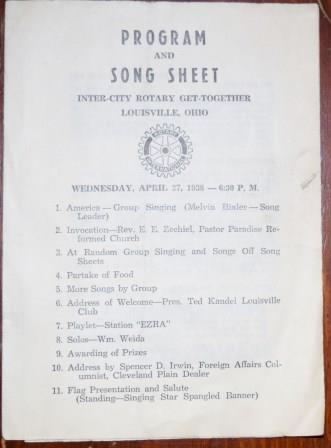 PROGRAM
AND
SONG SHEET
INTER-CITY ROTARY GET-TOGETHER
LOUISVILLE, OHIO
ROTARY
INTERNATIONAL
WEDNESDAY, APRIL 27, 1938 — 6:30 P. M.
1. America — Group Singing (Melvin Bixler — Song
Leader)
2. Invocation—Rev. E. E. Zechiel, Pastor Paradise Re-
formed Church
3. At Random Group Singing and Songs Off Song
Sheets
4. Partake of Food
5. More Songs by Group
6. Address of Welcome—Pres. Ted Kandel Louisville
Club
7. Playlet—Station "EZRA"
8. Solos—Wm. Weida
9. Awarding of Prizes
10. Address by Spencer D. Irwin, Foreign Affairs Col-
umnist, Cleveland Plain Dealer
11. Flag Presentation and Salute
(Standing—Singing Star Spangled Banner)